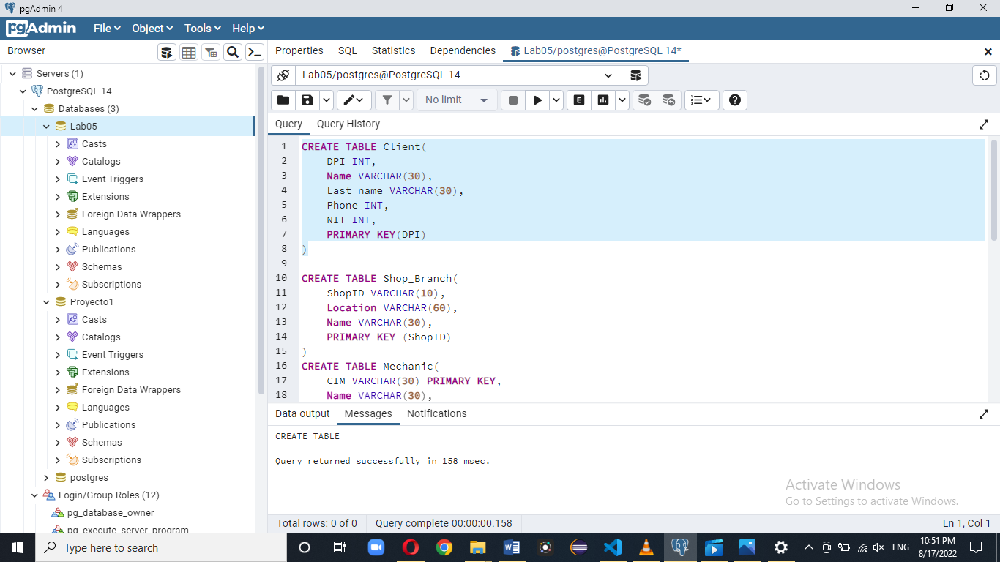 pgAdmin 4
pgAdmin File Object Tools Help
Browser
Properties SQL Statistics Dependencies Lab05/postgres@PostgreSQL 14*
Servers (1)
PostgreSQL 14
Databases (3)
Lab05
Casts
Catalogs
Event Triggers
Extensions
Foreign Data Wrappers
Languages
Publications
Schemas
Subscriptions
Proyecto1
Casts
Catalogs
Event Triggers
Extensions
Foreign Data Wrappers
Languages
Publications
Schemas
Subscriptions
postgres
Login/Group Roles (12)
pg_database_owner
pg_execute_server_program
Lab05/postgres@PostgreSQL 14
No limit
E
Query Query History
1 CREATE TABLE Client(
2 DPI INT,
3 Name VARCHAR(30),
4 Last_name VARCHAR(30),
5 Phone INT,
6 NIT INT,
7 PRIMARY KEY(DPI)
8 )
9
10 CREATE TABLE Shop_Branch(
11 ShopID VARCHAR(10),
12 Location VARCHAR(60),
13 Name VARCHAR(30),
14 PRIMARY KEY (ShopID)
15 )
16 CREATE TABLE Mechanic(
17 CIM VARCHAR(30) PRIMARY KEY,
18 Name VARCHAR(30),
Data output Messages Notifications
CREATE TABLE
Query returned successfully in 158 msec.
Activate Windows
Go to Settings to activate Windows.
Total rows: 0 of 0 Query complete 00:00:00.158 Ln 1, Col 1
Type here to search
ENG
10:51 PM
8/17/2022